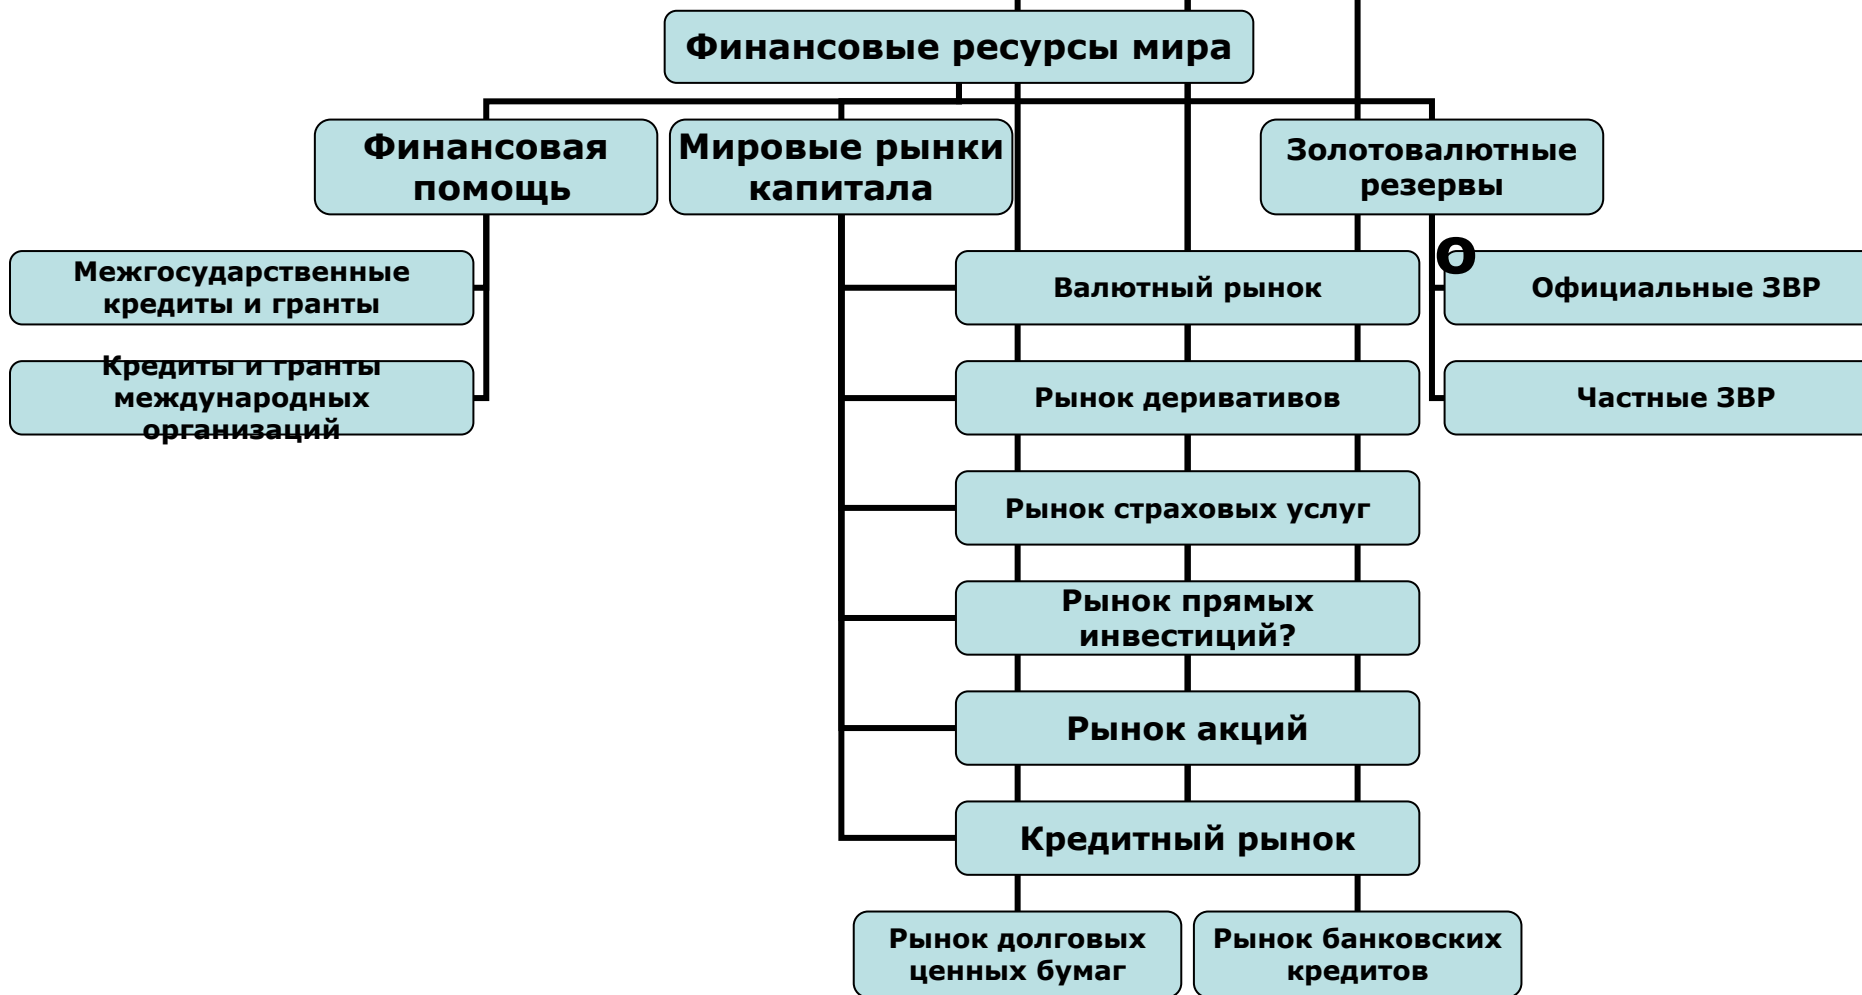 Финансовые ресурсы мира
Финансовая
помощь
Мировые рынки
капитала
Золотовалютные
резервы
о
Межгосударственные
кредиты и гранты
Кредиты и гранты
международных
организаций
Валютный рынок
Рынок деривативов
Рынок страховых услуг
Рынок прямых
инвестиций?
Рынок акций
Кредитный рынок
Рынок долговых
ценных бумаг
Рынок банковских
кредитов
Официальные ЗВР
Частные ЗВР